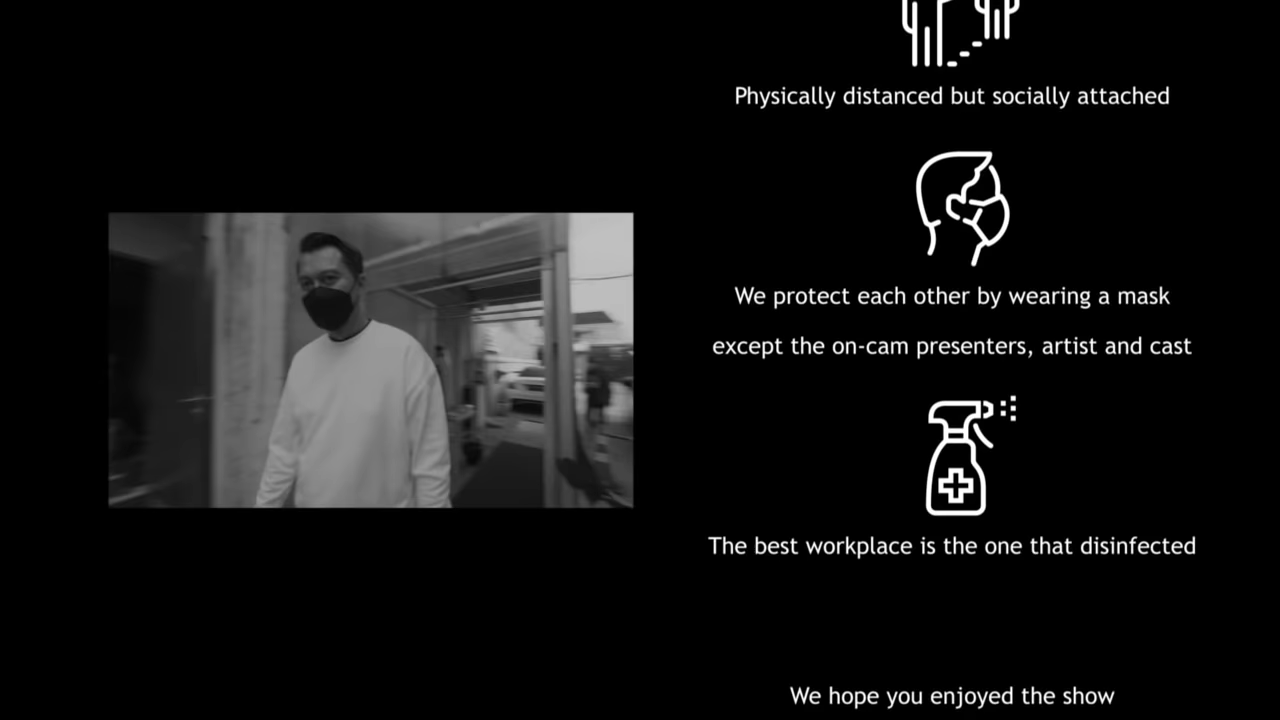 Physically distanced but socially attached
We protect each other by wearing a mask
except the on-cam presenters, artist and cast
The best workplace is the one that disinfected
We hope you enjoyed the show